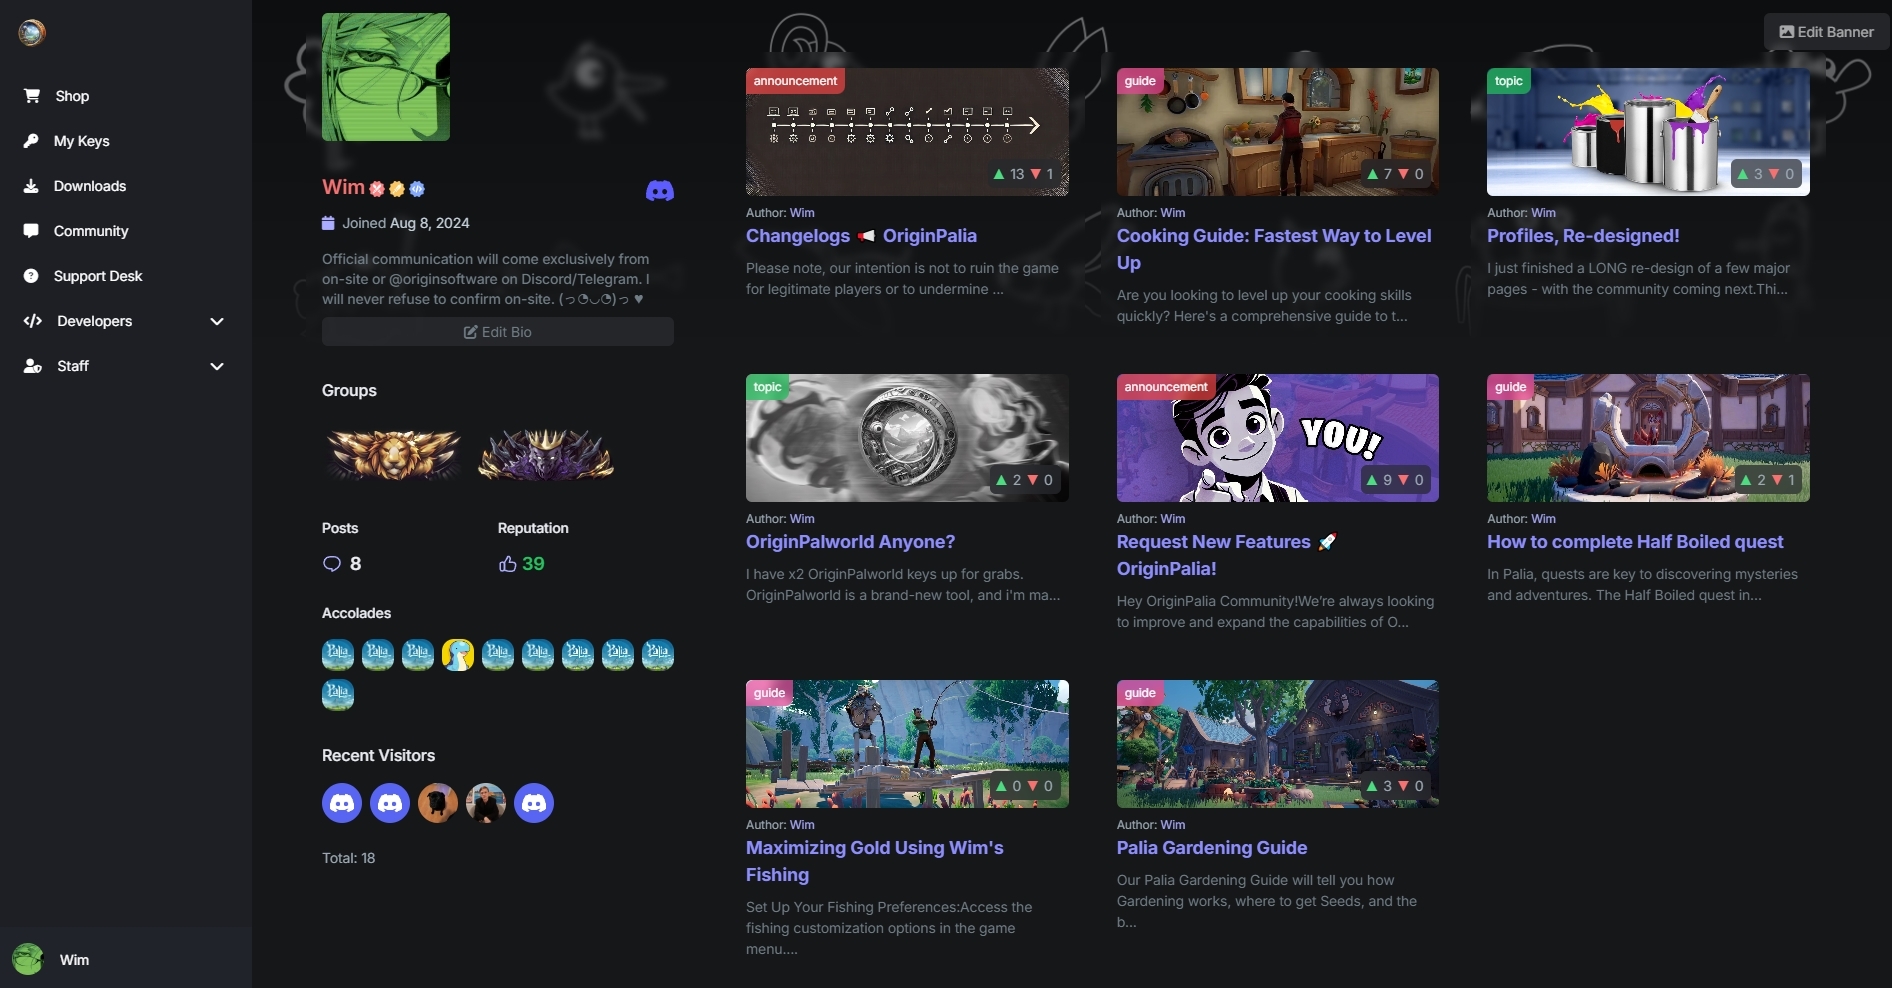 Shop
My Keys
Downloads
Community
Support Desk
Developers
Staff
Wim
Edit Banner
Wim
Joined Aug 8, 2024
Official communication will come exclusively from
on-site or @originsoftware on Discord/Telegram. I
will never refuse to confirm on-site. (っ◔◡◔)っ ♥
Edit Bio
Groups
Posts
Reputation
8
39
Accolades
Palia
Palia
Palia
Palia
Palia
Palia
Palia
Palia
Palia
Recent Visitors
Total: 18
announcement
13 1
Author: Wim
Changelogs 📢 OriginPalia
Please note, our intention is not to ruin the game
for legitimate players or to undermine ...
guide
7 0
Author: Wim
Cooking Guide: Fastest Way to Level
Up
Are you looking to level up your cooking skills
quickly? Here's a comprehensive guide to t...
topic
3 0
Author: Wim
Profiles, Re-designed!
I just finished a LONG re-design of a few major
pages - with the community coming next.Thi...
topic
2 0
Author: Wim
OriginPalworld Anyone?
I have x2 OriginPalworld keys up for grabs.
OriginPalworld is a brand-new tool, and i'm ma...
announcement
YOU!
9 0
Author: Wim
Request New Features 🚀
OriginPalia!
Hey OriginPalia Community!We're always looking
to improve and expand the capabilities of O...
guide
2 1
Author: Wim
How to complete Half Boiled quest
In Palia, quests are key to discovering mysteries
and adventures. The Half Boiled quest in...
guide
0 0
Author: Wim
Maximizing Gold Using Wim's
Fishing
Set Up Your Fishing Preferences:Access the
fishing customization options in the game
menu....
guide
3 0
Author: Wim
Palia Gardening Guide
Our Palia Gardening Guide will tell you how
Gardening works, where to get Seeds, and the
b...